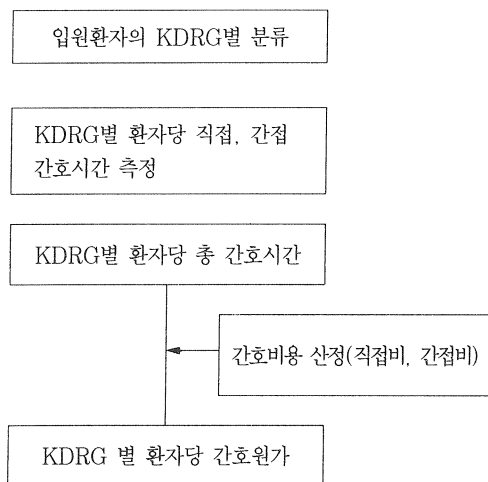 입원환자의 KDRG별 분류
KDRG별 환자당 직접, 간접
간호시간 측정
KDRG별 환자당 총 간호시간
간호비용 산정(직접비, 간접비)
KDRG 별 환자당 간호원가